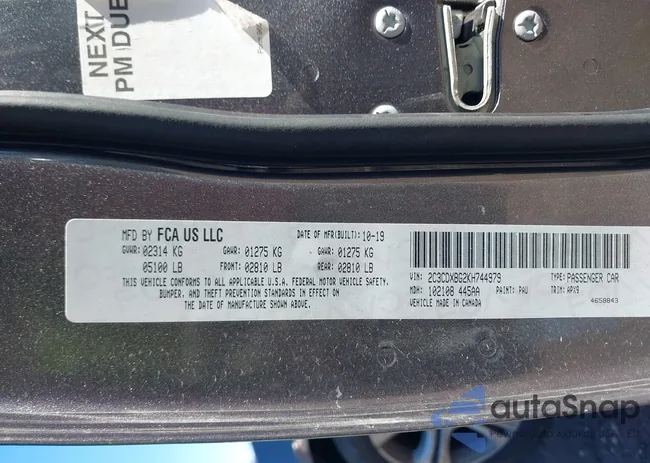 NEXT
PM DUE
MFD BY FCA US LLC
DATE OF MFR(BUILT): 10-19
GVWR: 02314 KG GAWR: 01275 KG GAWR: 01275 KG
05100 LB FRONT: 02810 LB REAR: 02810 LB
THIS VEHICLE CONFORMS TO ALL APPLICABLE U.S.A. FEDERAL MOTOR VEHICLE SAFETY,
BUMPER, AND THEFT PREVENTION STANDARDS IN EFFECT ON
THE DATE OF MANUFACTURE SHOWN ABOVE.
VIN: 2C3CDXBG2KH744979 TYPE: PASSENGER CAR
MDH: 102108 445AA PAINT: PAU TRIM: APX9
VEHICLE MADE IN CANADA 4658843
autoSnap